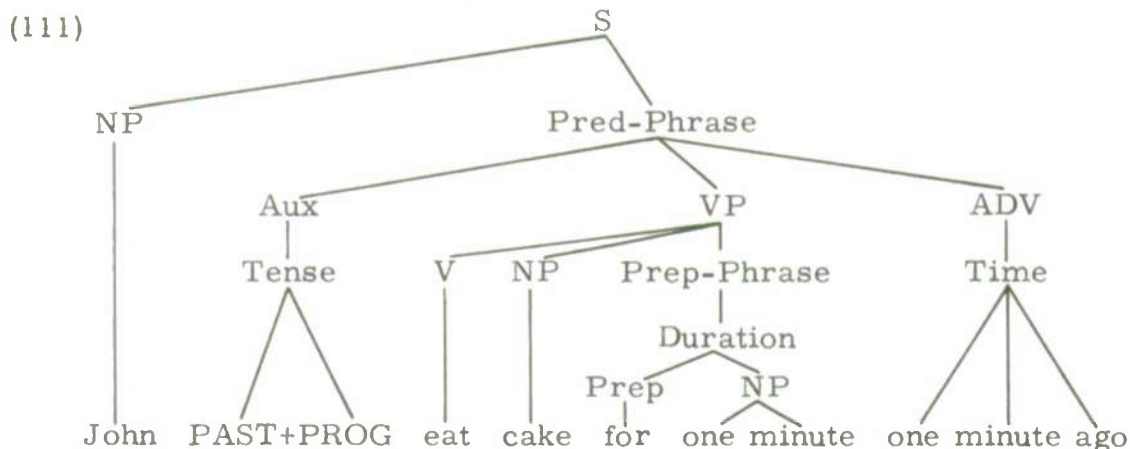 (111) S
NP Pred-Phrase
Aux VP ADV
Tense V NP Prep-Phrase Time
Duration
Prep NP
John PAST+PROG eat cake for one minute one minute ago